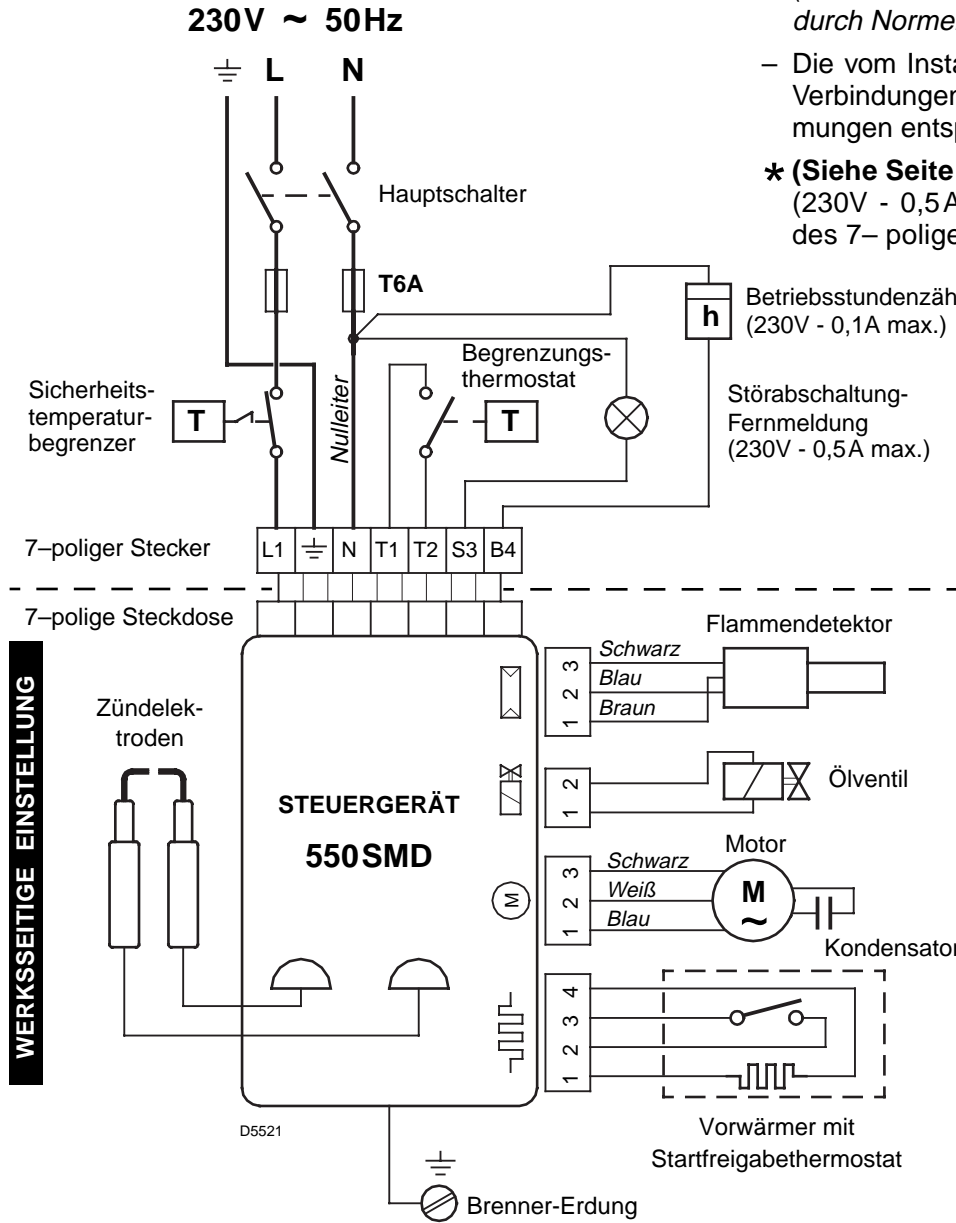 230V ~ 50Hz
L N
durch Norme
– Die vom Insta
Verbindungen
mungen entsp
* (Siehe Seite
(230V - 0,5A
des 7– polige
Hauptschalter
T6A
h
Betriebsstundenzäh
(230V - 0,1A max.)
Begrenzungs-
thermostat
T
Sicherheits-
temperatur-
begrenzer
T
Nulleiter
Störabschaltung-
Fernmeldung
(230V - 0,5A max.)
7–poliger Stecker
L1 N T1 T2 S3 B4
7–polige Steckdose
WERKSSEITIGE EINSTELLUNG
Zündelek-
troden
STEUERGERÄT
550 SMD
M
Flammendetektor
3 Schwarz
2 Blau
1 Braun
2
1
Ölventil
Motor
3 Schwarz
2 Weiß
1 Blau
M
~
Kondensator
4
3
2
1
Vorwärmer mit
Startfreigabethermostat
D5521
Brenner-Erdung